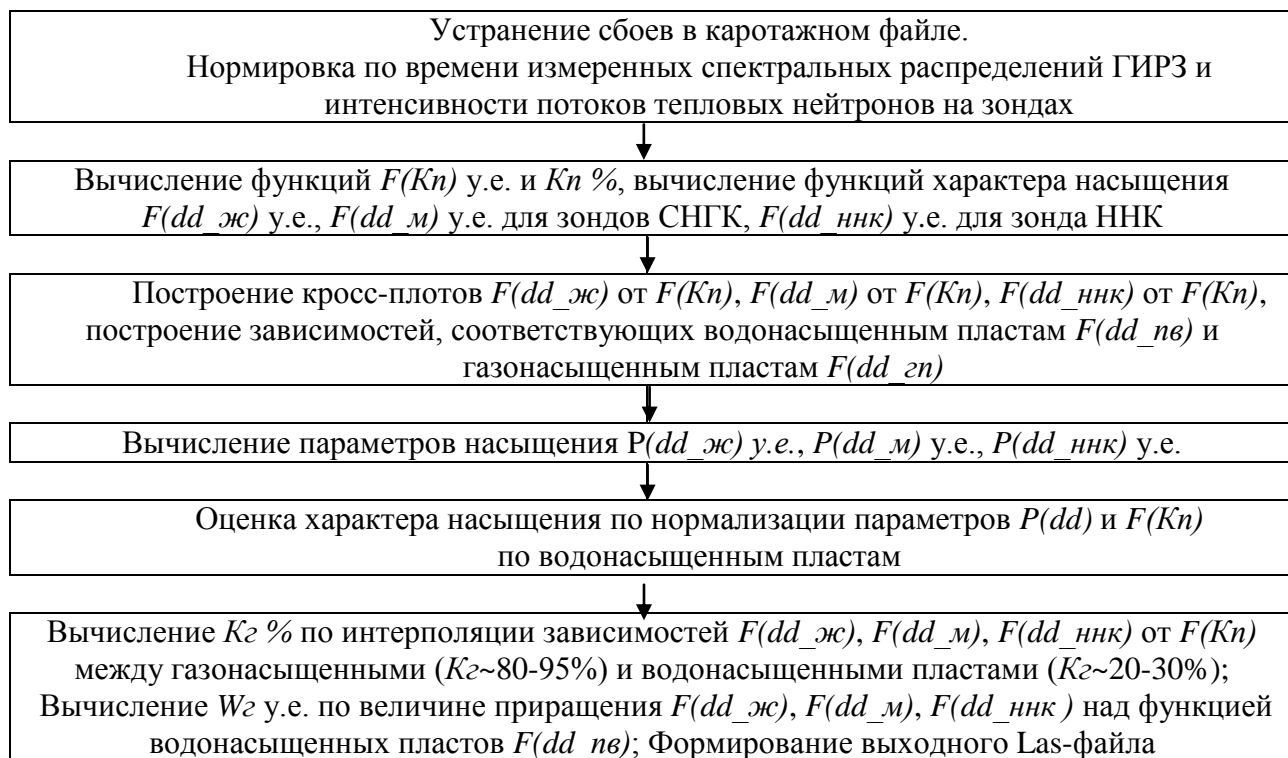 Устранение сбоев в каротажном файле.
Нормировка по времени измеренных спектральных распределений ГИРЗ и
интенсивности потоков тепловых нейтронов на зондах
Вычисление функций F(Кп) у.е. и Кп %, вычисление функций характера насыщения
F(dd_ж) у.е., F(dd_м) у.е. для зондов СНГК, F(dd_ннк) у.е. для зонда ННК
Построение кросс-плотов F(dd_ж) от F(Кп), F(dd_м) от F(Кп), F(dd_ннк) от F(Кп),
построение зависимостей, соответствующих водонасыщенным пластам F(dd_пв) и
газонасыщенным пластам F(dd_гп)
Вычисление параметров насыщения P(dd_ж) у.е., P(dd_м) у.е., P(dd_ннк) у.е.
Оценка характера насыщения по нормализации параметров P(dd) и F(Кп)
по водонасыщенным пластам
Вычисление Кг % по интерполяции зависимостей F(dd_ж), F(dd_м), F(dd_ннк) от F(Кп)
между газонасыщенными (Кг~80-95%) и водонасыщенными пластами (Кг~20-30%);
Вычисление Wг у.е. по величине приращения F(dd_ж), F(dd_м), F(dd_ннк ) над функцией
водонасыщенных пластов F(dd_пв); Формирование выходного Las-файла